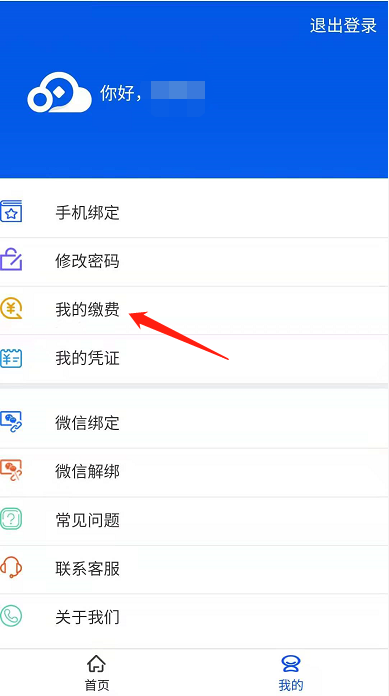 退出登录
你好，
手机绑定
修改密码
我的缴费
我的凭证
微信绑定
微信解绑
常见问题
联系客服
关于我们
首页
我的